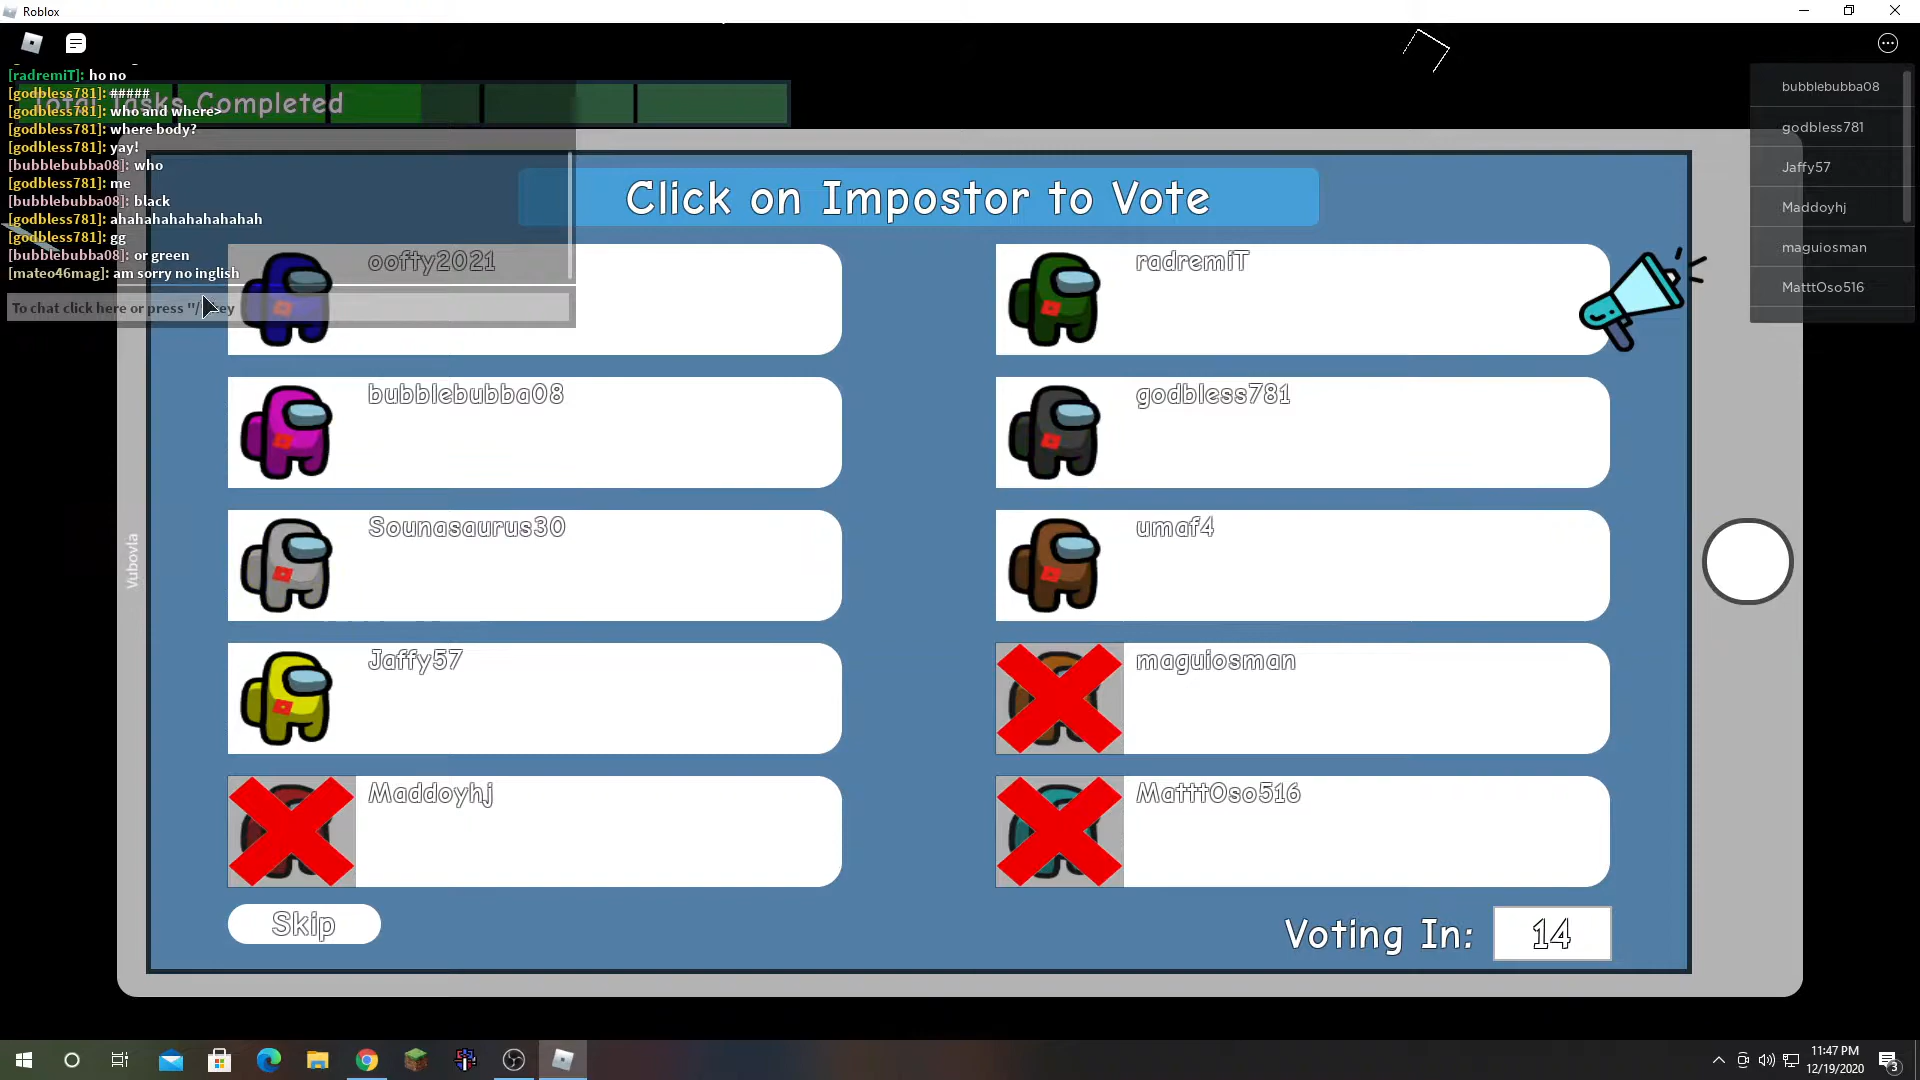 Roblox
[radremiT]: ho no
[godbless781]: #####
[godbless781]: who and where>
[godbless781]: where body?
[godbless781]: yay!
[bubblebubba08]: who
[godbless781]: me
[bubblebubba08]: black
[godbless781]: ahahahahahahahahah
[godbless781]: gg
[bubblebubba08]: or green
[mateo46mag]: am sorry no inglish
To chat click here or press "/" key
Total Tasks Completed
Click on Impostor to Vote
oofty2021
radremiT
bubblebubba08
godbless781
Sounasaurus30
umaf4
Jaffy57
maguiosman
Maddoyhj
MatttOso516
Skip
Voting In: 14
Vubovla
bubblebubba08
godbless781
Jaffy57
Maddoyhj
maguiosman
MatttOso516
11:47 PM
12/19/2020
3